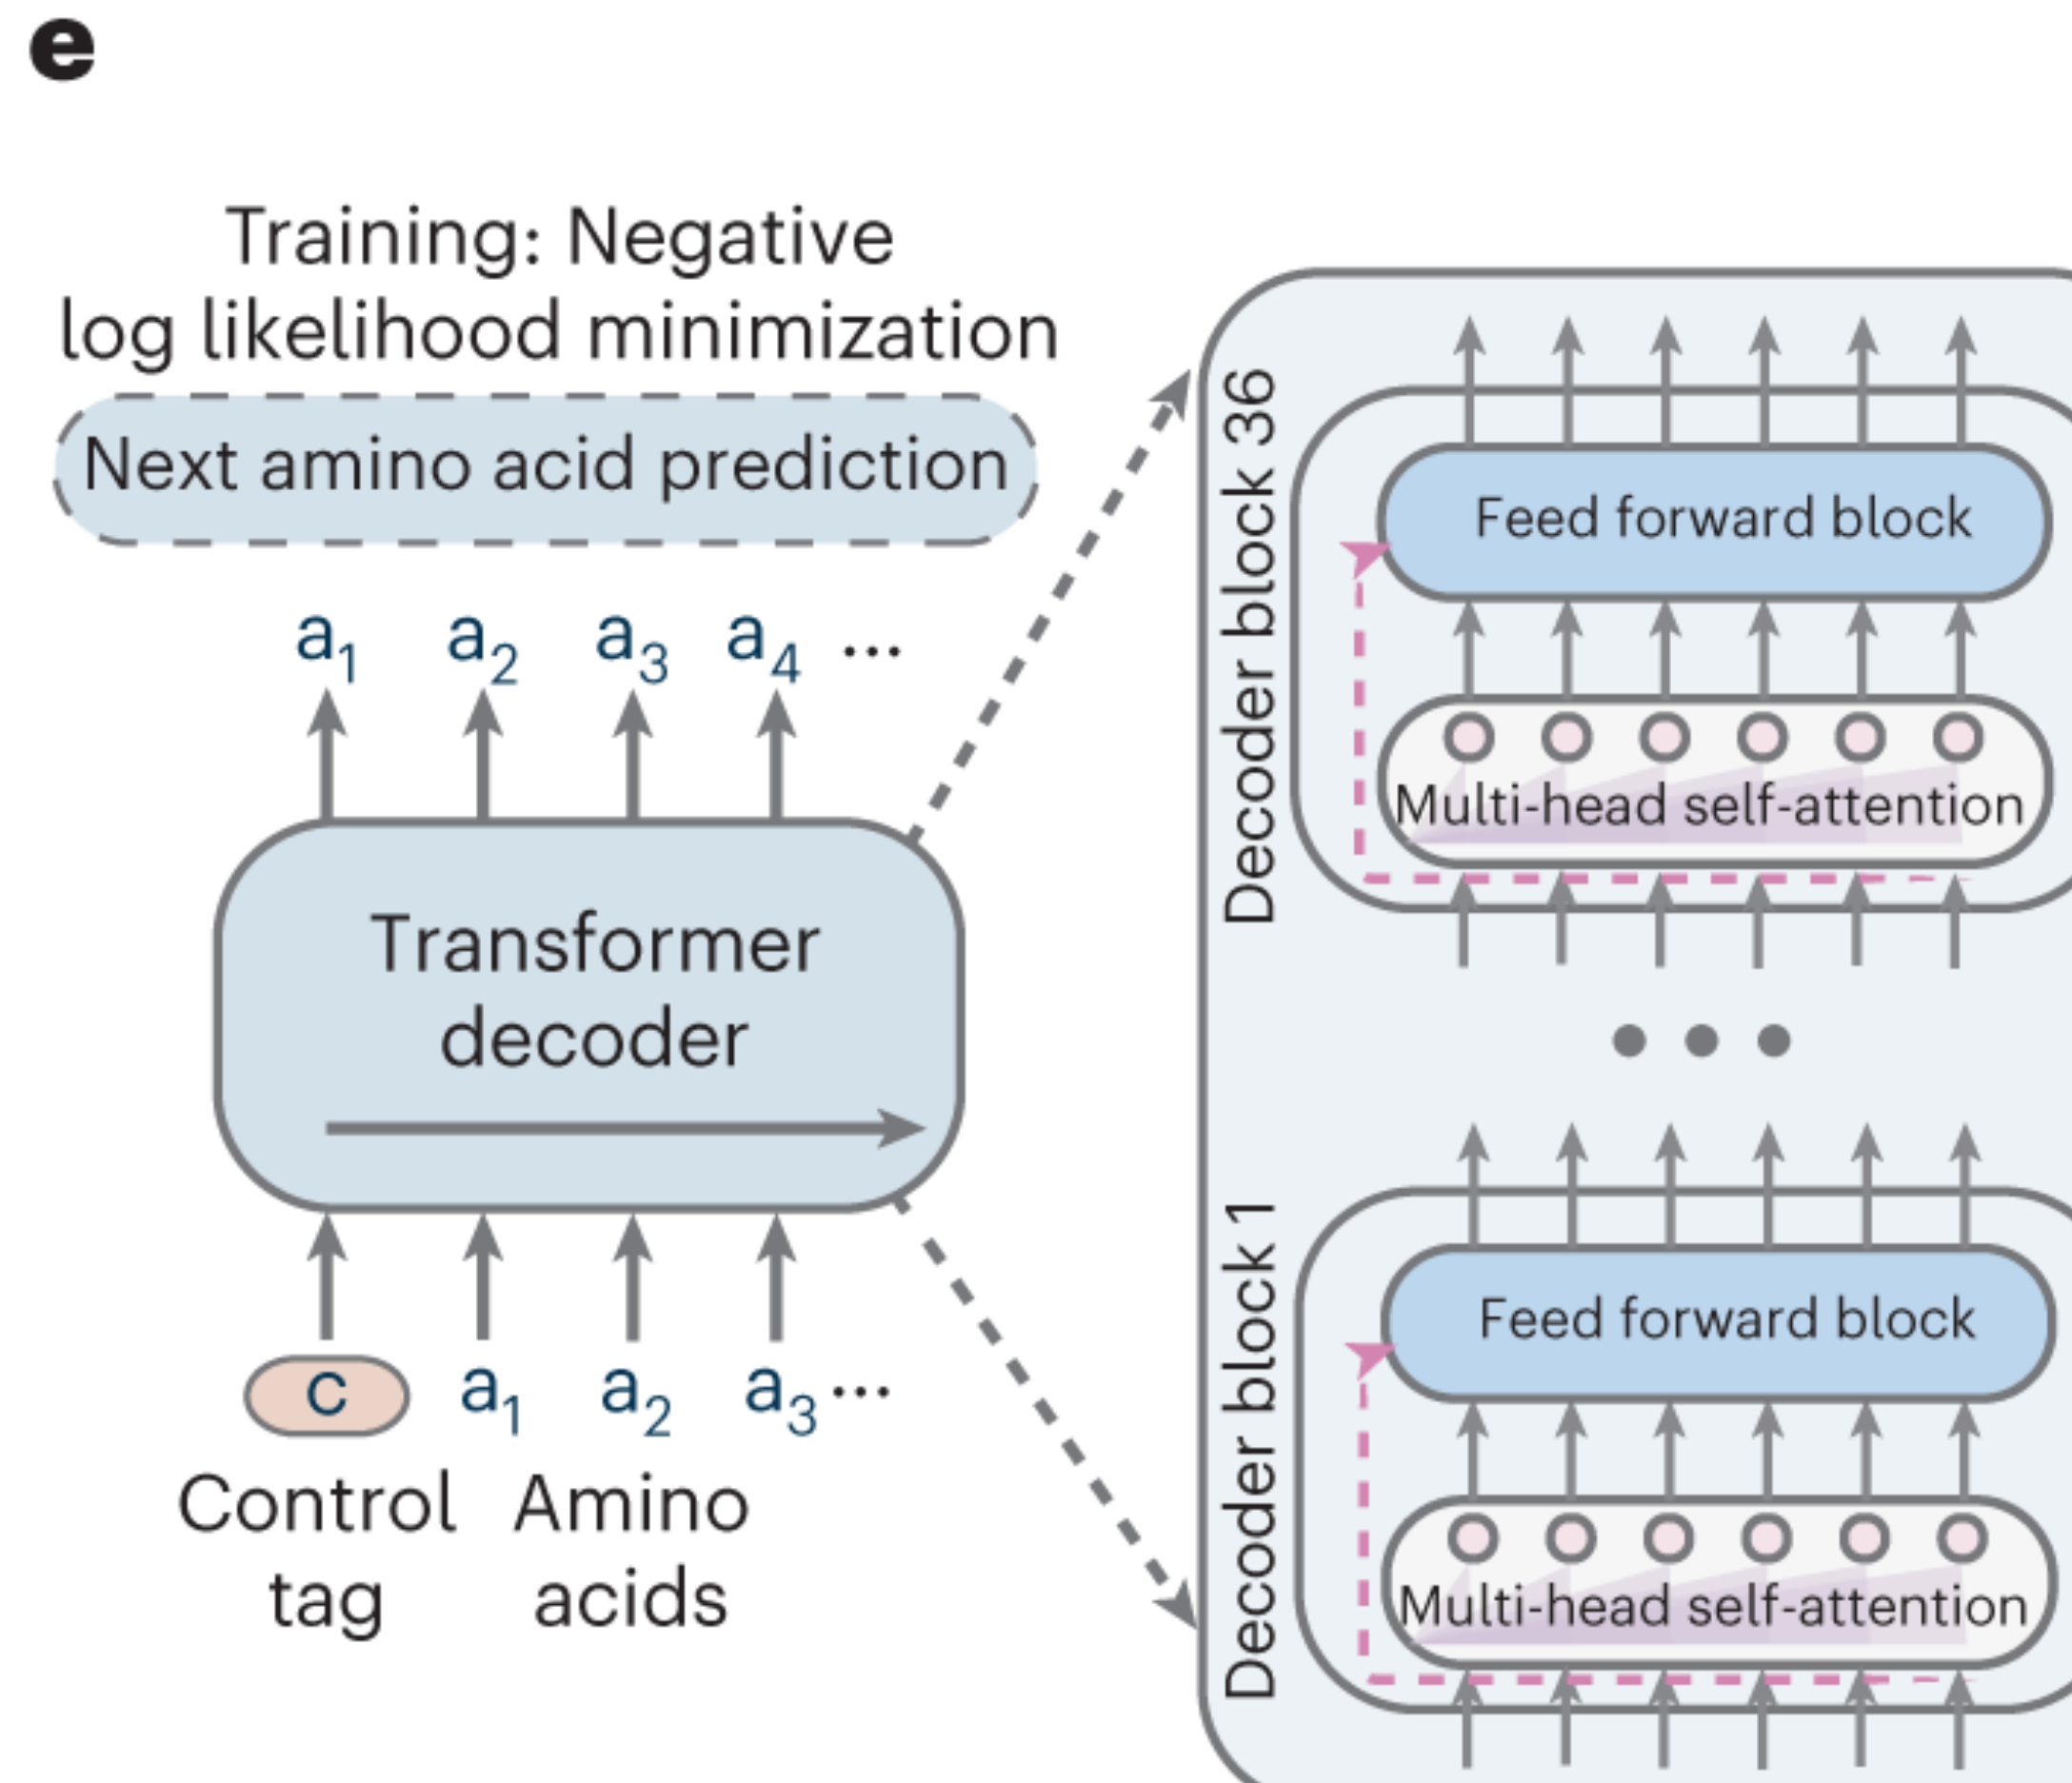 e
Training: Negative
log likelihood minimization
Next amino acid prediction
a1 a2 a3 a4 ...
Transformer
decoder
c a1 a2 a3 ...
Control
tag
Amino
acids
Decoder block 36
Feed forward block
Multi-head self-attention
Decoder block 1
Feed forward block
Multi-head self-attention